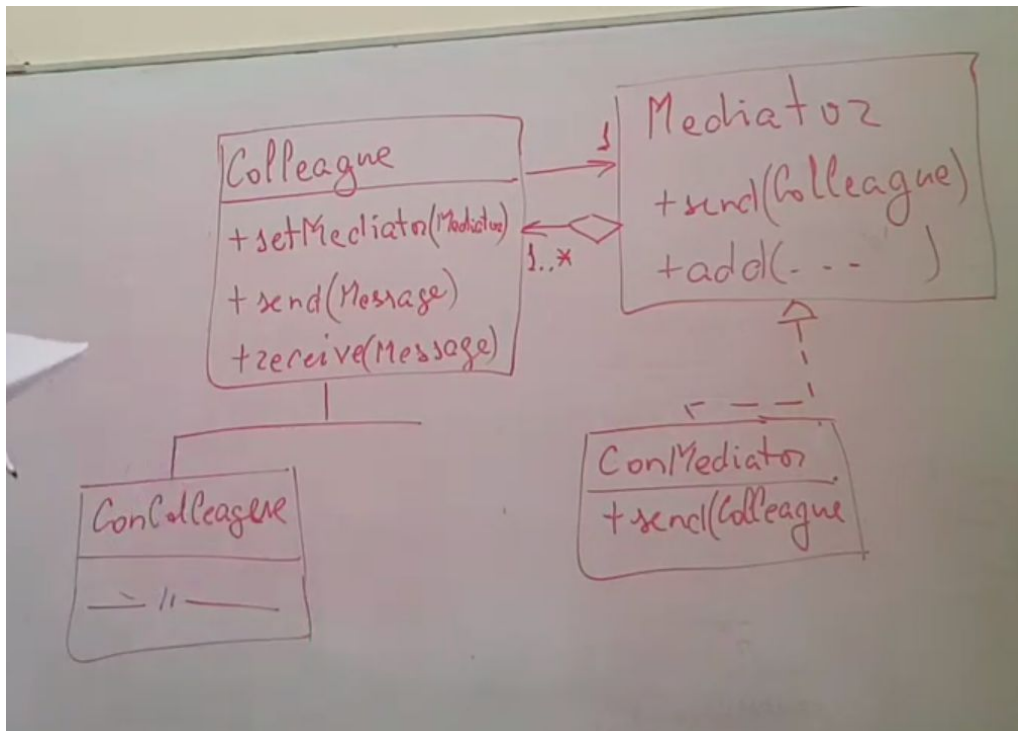 Colleague
+setMediator(Mediator)
+send(Message)
+receive(Message)
1
1..*
Mediator
+send(Colleague)
+add(... )
ConColleague
— // —
ConMediator
+send(Colleague